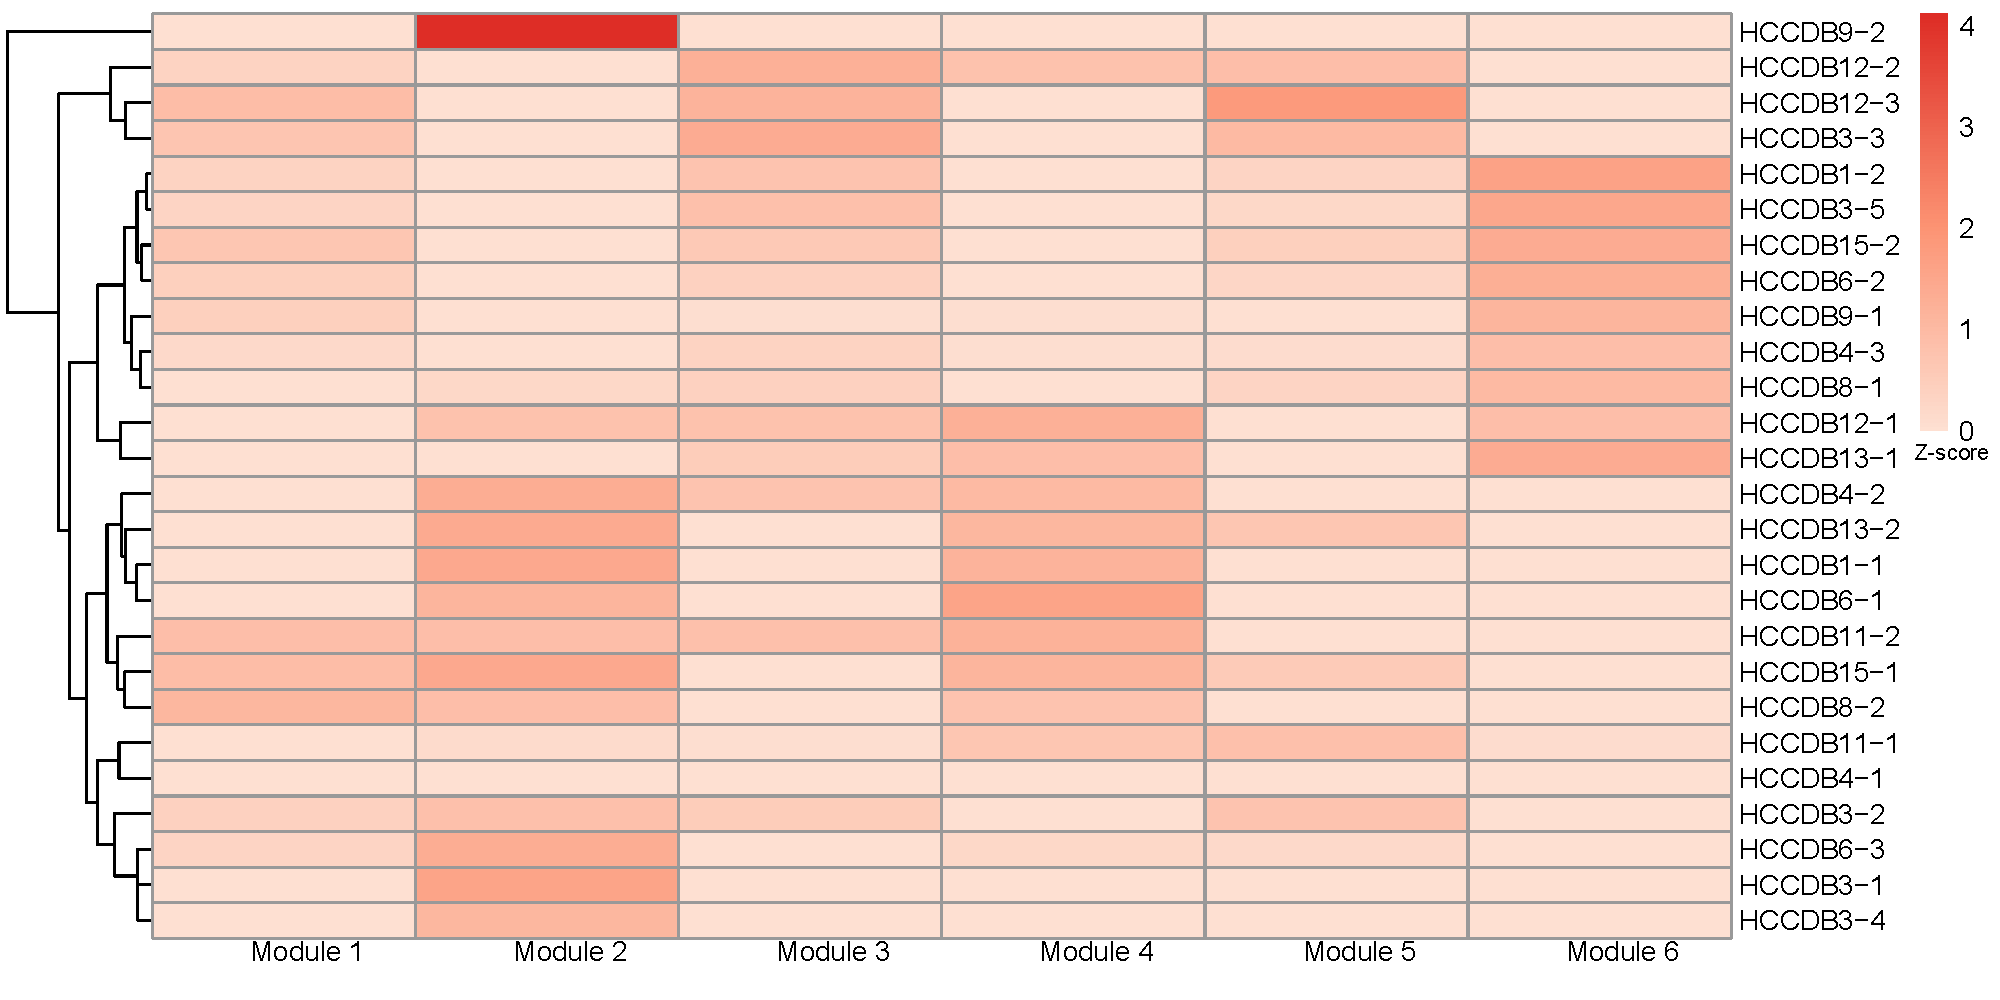 HCCDB9-2
HCCDB12-2
HCCDB12-3
HCCDB3-3
HCCDB1-2
HCCDB3-5
HCCDB15-2
HCCDB6-2
HCCDB9-1
HCCDB4-3
HCCDB8-1
HCCDB12-1
HCCDB13-1
HCCDB4-2
HCCDB13-2
HCCDB1-1
HCCDB6-1
HCCDB11-2
HCCDB15-1
HCCDB8-2
HCCDB11-1
HCCDB4-1
HCCDB3-2
HCCDB6-3
HCCDB3-1
HCCDB3-4
4
3
2
1
0
Z-score
Module 1 Module 2 Module 3 Module 4 Module 5 Module 6